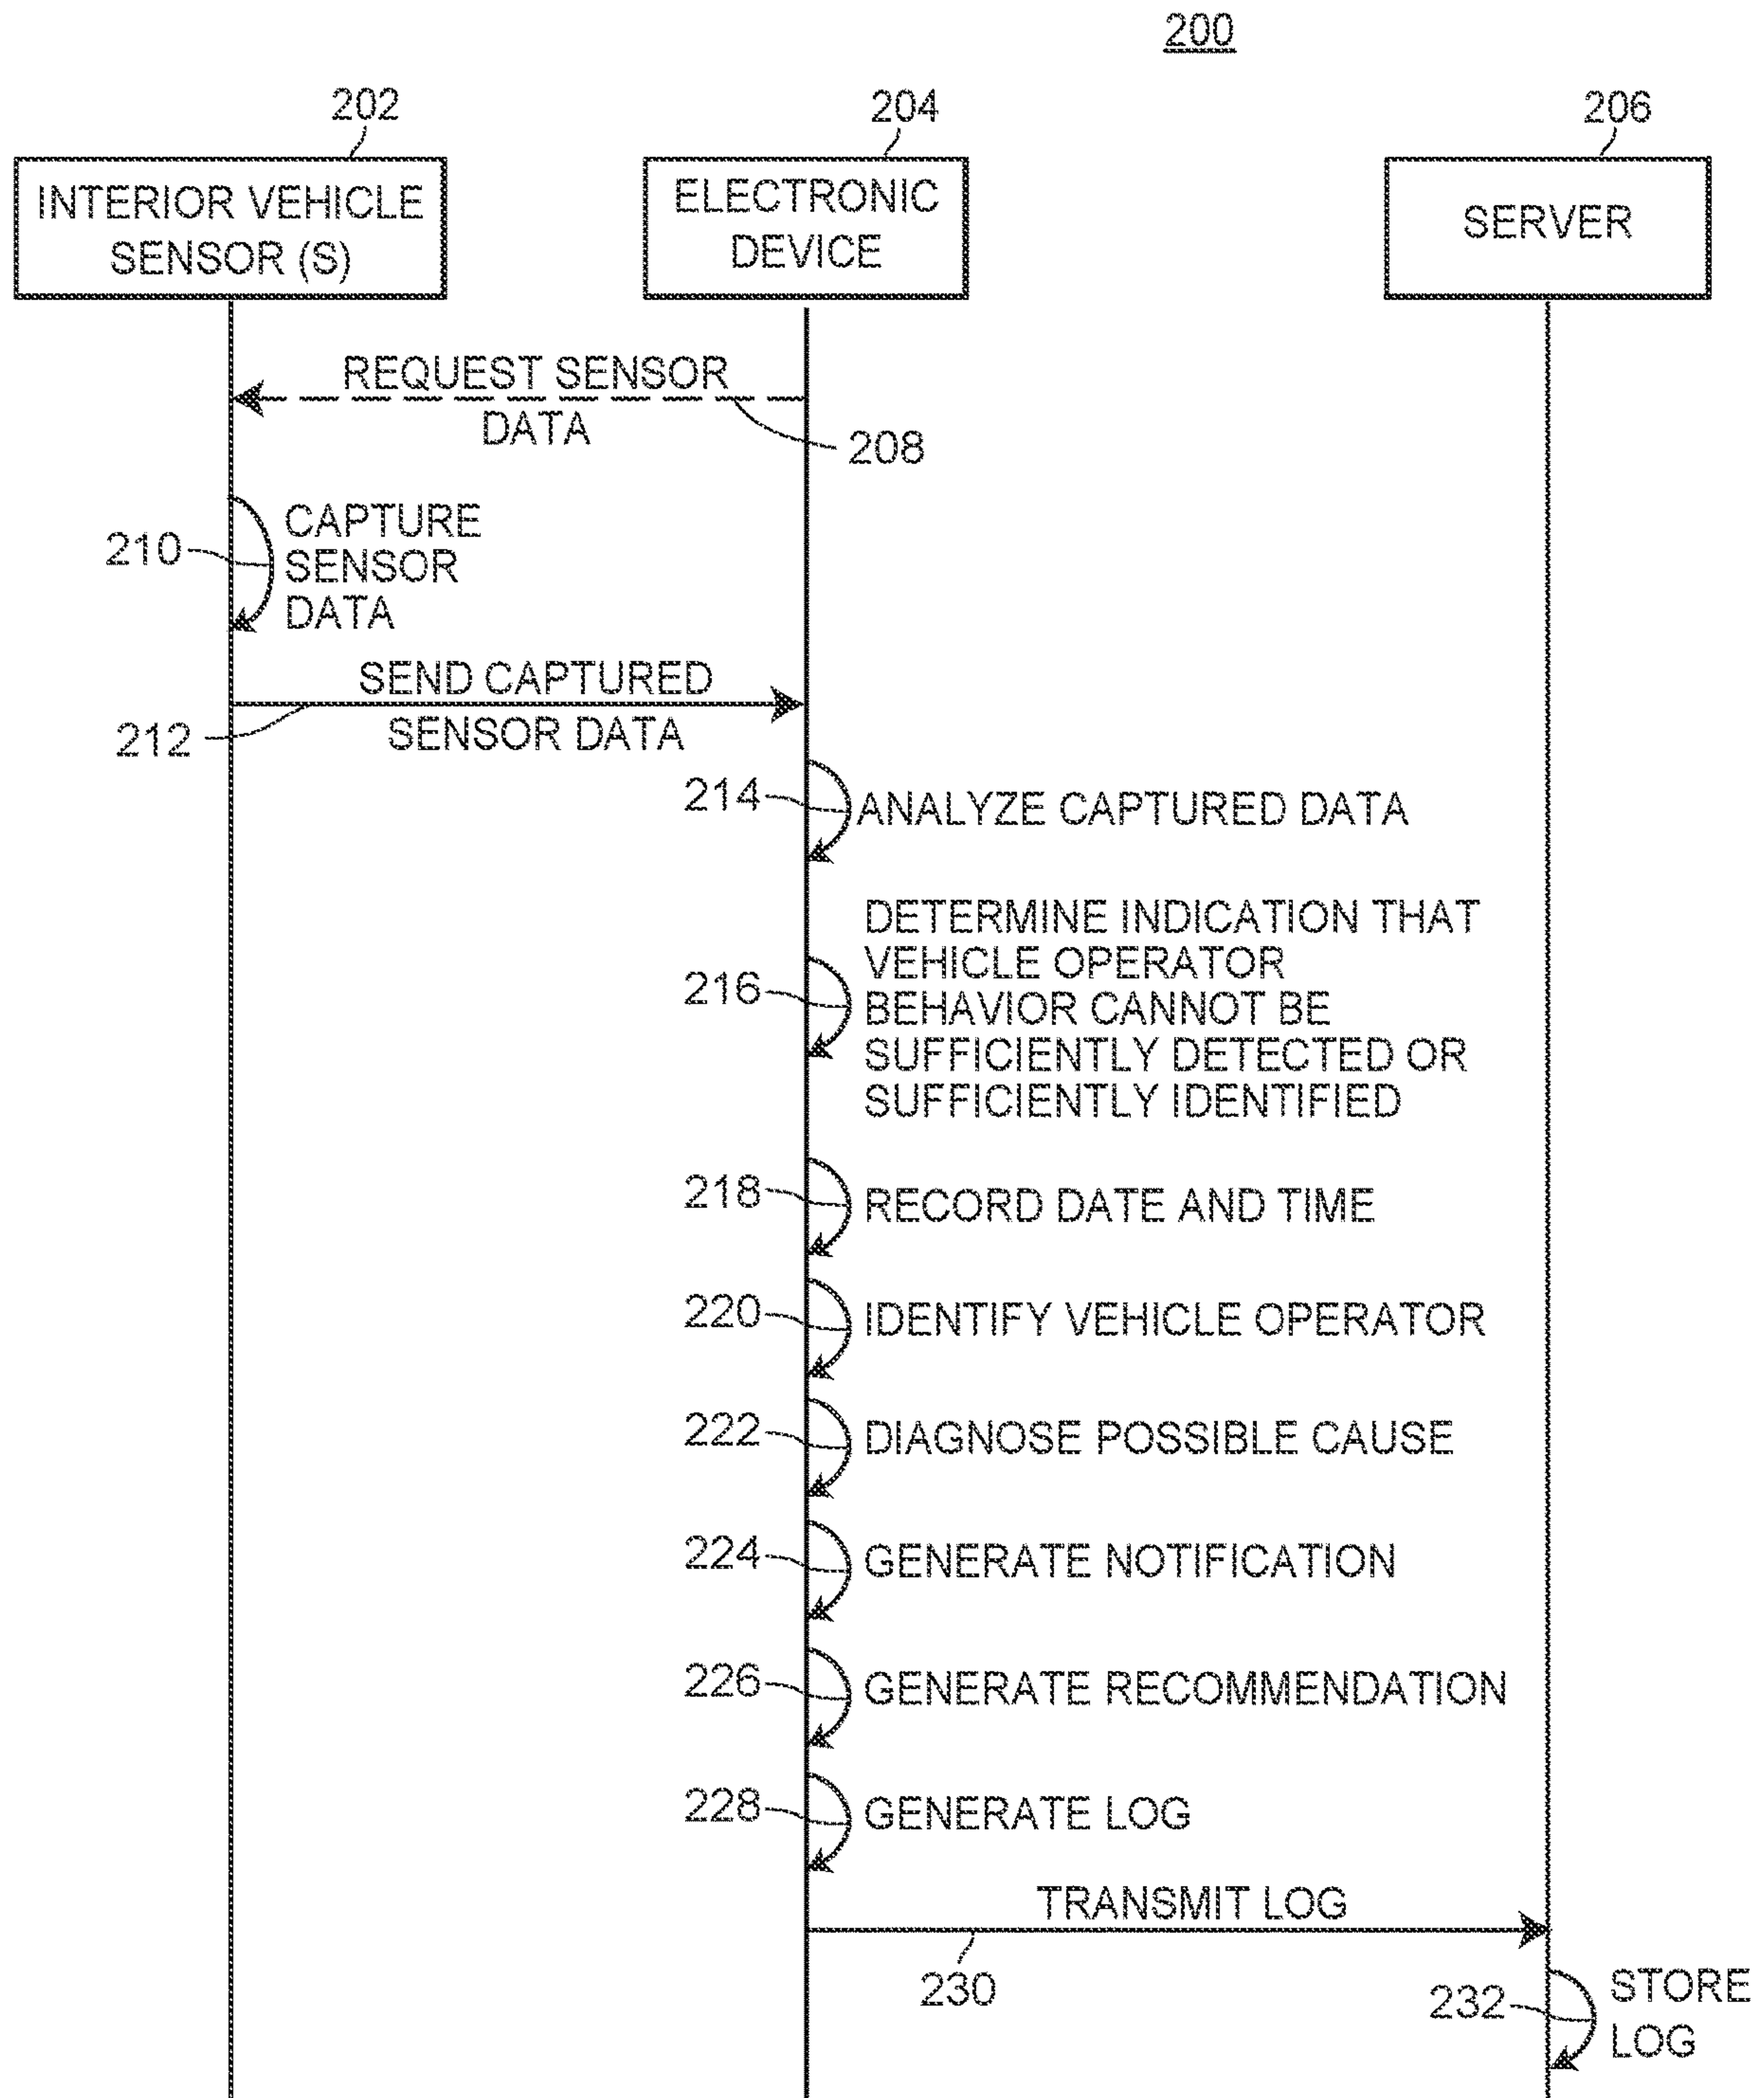 200
202
204
206
INTERIOR VEHICLE
SENSOR (S)
ELECTRONIC
DEVICE
SERVER
REQUEST SENSOR
DATA
208
210
CAPTURE
SENSOR
DATA
SEND CAPTURED
SENSOR DATA
212
214
ANALYZE CAPTURED DATA
216
DETERMINE INDICATION THAT
VEHICLE OPERATOR
BEHAVIOR CANNOT BE
SUFFICIENTLY DETECTED OR
SUFFICIENTLY IDENTIFIED
218
RECORD DATE AND TIME
220
IDENTIFY VEHICLE OPERATOR
222
DIAGNOSE POSSIBLE CAUSE
224
GENERATE NOTIFICATION
226
GENERATE RECOMMENDATION
228
GENERATE LOG
TRANSMIT LOG
230
232
STORE
LOG